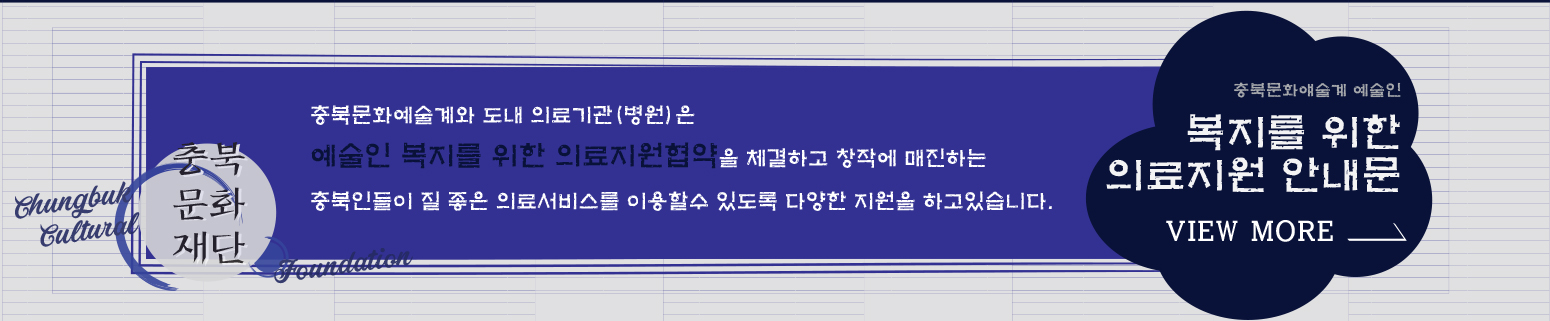 충북
문화
재단
Chungbuk
Cultural
Foundation
충북문화예술계와 도내 의료기관(병원)은
예술인 복지를 위한 의료지원협약을 체결하고 창작에 매진하는
충북인들이 질 좋은 의료서비스를 이용할수 있도록 다양한 지원을 하고있습니다.
충북문화얘술계 예술인
복지를 위한
의료지원 안내문
VIEW MORE